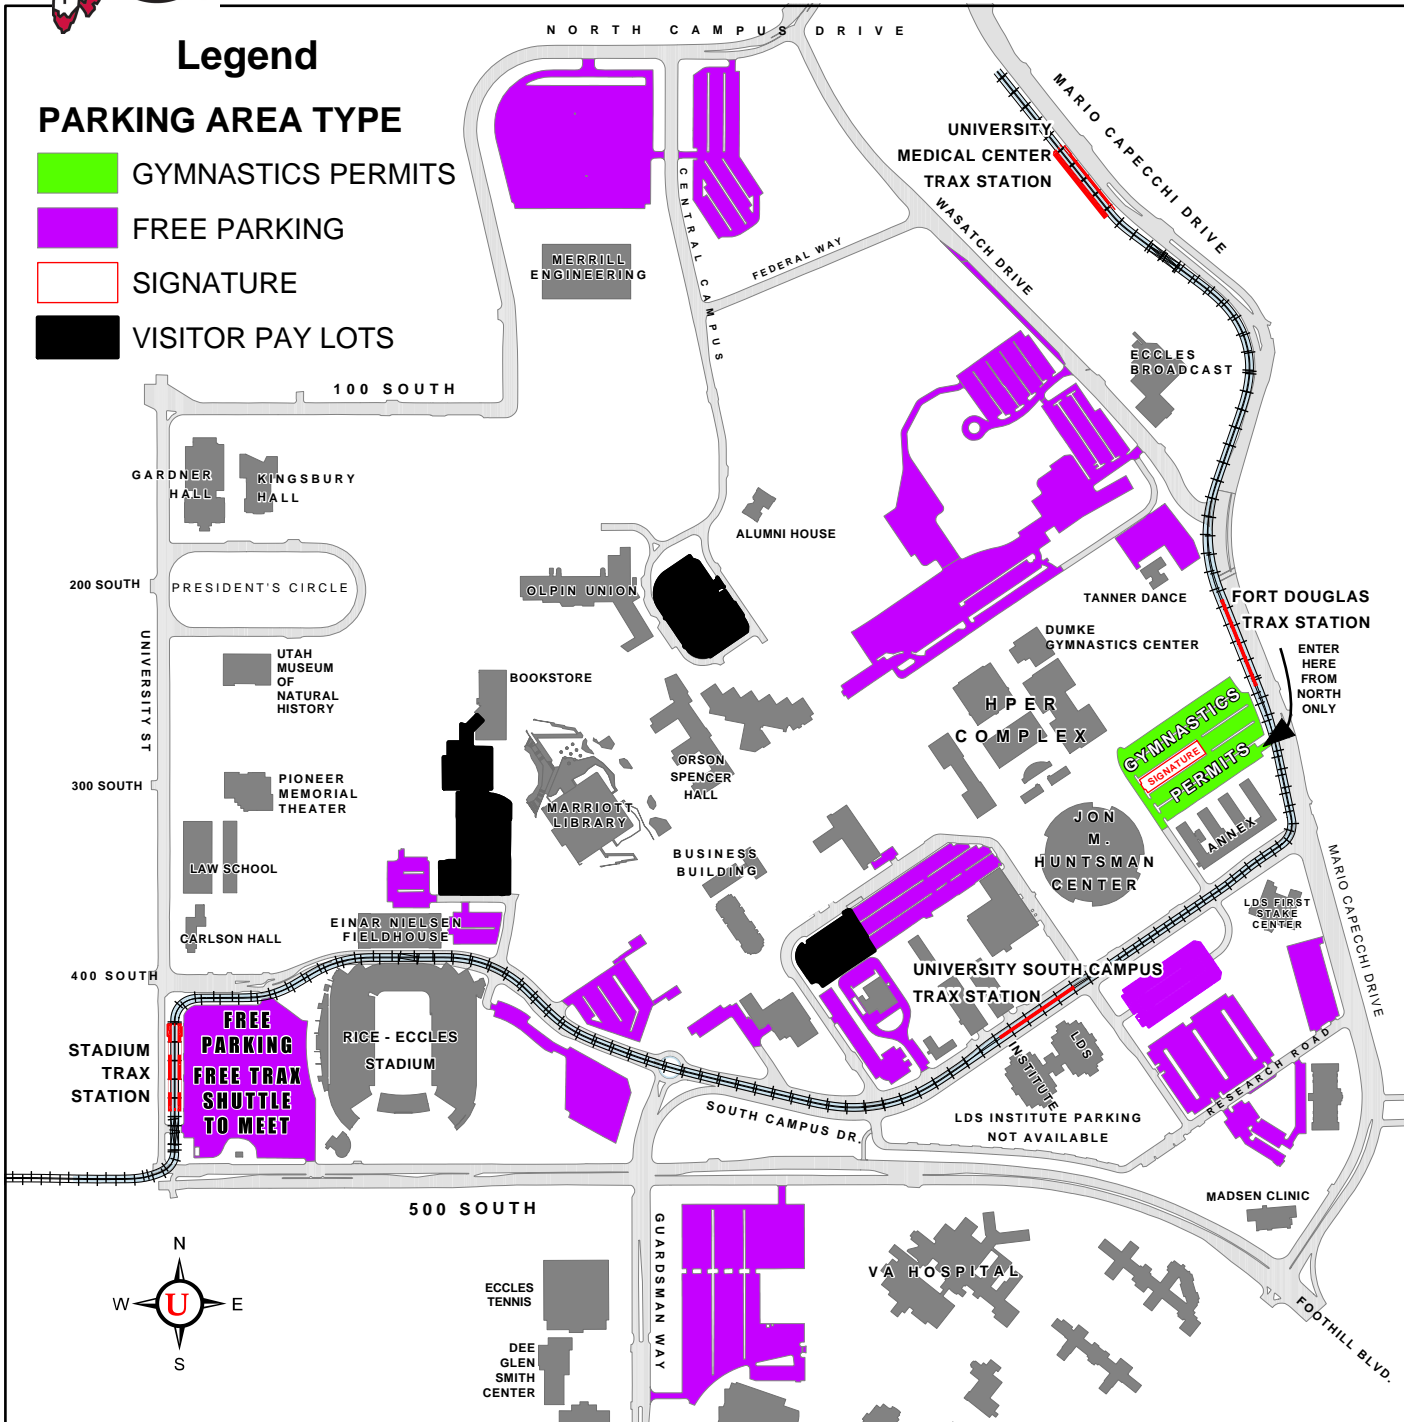 NORTH CAMPUS DRIVE
Legend
PARKING AREA TYPE
GYMNASTICS PERMITS
FREE PARKING
SIGNATURE
VISITOR PAY LOTS
MARIO CAPECCHI DRIVE
UNIVERSITY
MEDICAL CENTER
TRAX STATION
CENTRAL CAMPUS
WASATCH DRIVE
FEDERAL WAY
MERRILL
ENGINEERING
ECCLES
BROADCAST
100 SOUTH
GARDNER
HALL
KINGSBURY
HALL
ALUMNI HOUSE
200 SOUTH
PRESIDENT'S CIRCLE
OLPIN UNION
TANNER DANCE
FORT DOUGLAS
TRAX STATION
ENTER
HERE
FROM
NORTH
ONLY
DUMKE
GYMNASTICS CENTER
UNIVERSITY ST
UTAH
MUSEUM
OF
NATURAL
HISTORY
BOOKSTORE
HPER
COMPLEX
GYMNASTICS
SIGNATURE
PERMITS
ORSON
SPENCER
HALL
300 SOUTH
PIONEER
MEMORIAL
THEATER
MARRIOTT
LIBRARY
JON
M.
HUNTSMAN
CENTER
ANNEX
MARIO CAPECCHI DRIVE
BUSINESS
BUILDING
LAW SCHOOL
LDS FIRST
STAKE
CENTER
EINAR NIELSEN
FIELDHOUSE
CARLSON HALL
400 SOUTH
UNIVERSITY SOUTH CAMPUS
TRAX STATION
FREE
PARKING
FREE TRAX
SHUTTLE
TO MEET
STADIUM
TRAX
STATION
RICE - ECCLES
STADIUM
LDS
INSTITUTE
RESEARCH ROAD
SOUTH CAMPUS DR.
LDS INSTITUTE PARKING
NOT AVAILABLE
500 SOUTH
MADSEN CLINIC
GUARDSMAN WAY
VA HOSPITAL
FOOTHILL BLVD.
ECCLES
TENNIS
DEE
GLEN
SMITH
CENTER
N
W U E
S